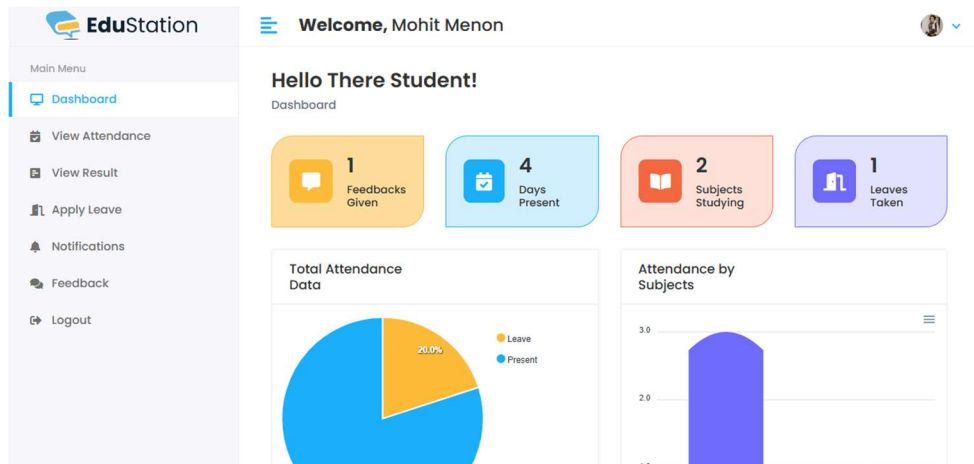 EduStation
Welcome, Mohit Menon
Main Menu
Dashboard
View Attendance
View Result
Apply Leave
Notifications
Feedback
Logout
Hello There Student!
Dashboard
1
Feedbacks
Given
4
Days
Present
2
Subjects
Studying
1
Leaves
Taken
Total Attendance
Data
20.0%
Leave
Present
Attendance by
Subjects
3.0
2.0